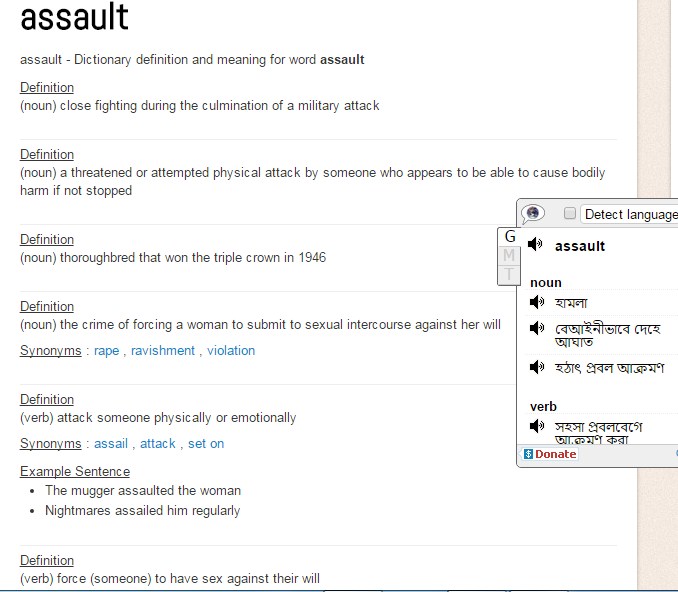 assault
assault - Dictionary definition and meaning for word assault
Definition
(noun) close fighting during the culmination of a military attack
Definition
(noun) a threatened or attempted physical attack by someone who appears to be able to cause bodily
harm if not stopped
Definition
(noun) thoroughbred that won the triple crown in 1946
Definition
(noun) the crime of forcing a woman to submit to sexual intercourse against her will
Synonyms : rape , ravishment , violation
Definition
(verb) attack someone physically or emotionally
Synonyms : assail , attack , set on
Example Sentence
• The mugger assaulted the woman
• Nightmares assailed him regularly
Definition
(verb) force (someone) to have sex against their will
Detect language
G
M
T
assault
noun
হামলা
বেআইনীভাবে দেহে
আঘাত
হঠাৎ প্রবল আক্রমণ
verb
সহসা প্রবলবেগে
আক্রমণ করা
$ Donate